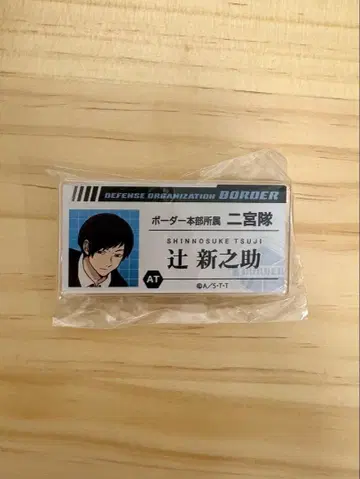 DEFENSE ORGANIZATION BORDER
ボーダー本部所属 二宮隊
SHINNOSUKE TSUJI
辻 新之助
AT
BORDER
©A/S・T・T